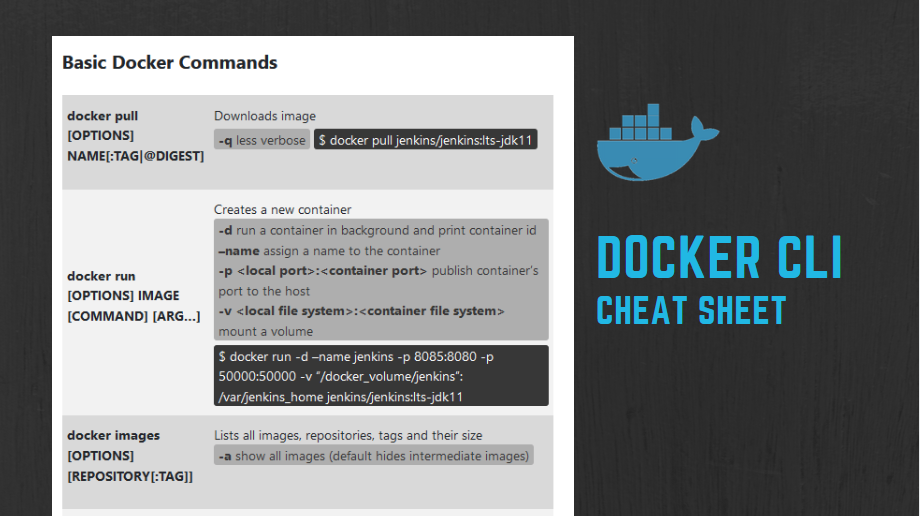 Basic Docker Commands
docker pull
[OPTIONS]
NAME[:TAG|@DIGEST]
Downloads image
-q less verbose $ docker pull jenkins/jenkins:lts-jdk11
docker run
[OPTIONS] IMAGE
[COMMAND] [ARG…]
Creates a new container
-d run a container in background and print container id
–name assign a name to the container
-p <local port>:<container port> publish container’s
port to the host
-v <local file system>:<container file system>
mount a volume
$ docker run -d –name jenkins -p 8085:8080 -p
50000:50000 -v “/docker_volume/jenkins”:
/var/jenkins_home jenkins/jenkins:lts-jdk11
docker images
[OPTIONS]
[REPOSITORY[:TAG]]
Lists all images, repositories, tags and their size
-a show all images (default hides intermediate images)
DOCKER CLI
CHEAT SHEET